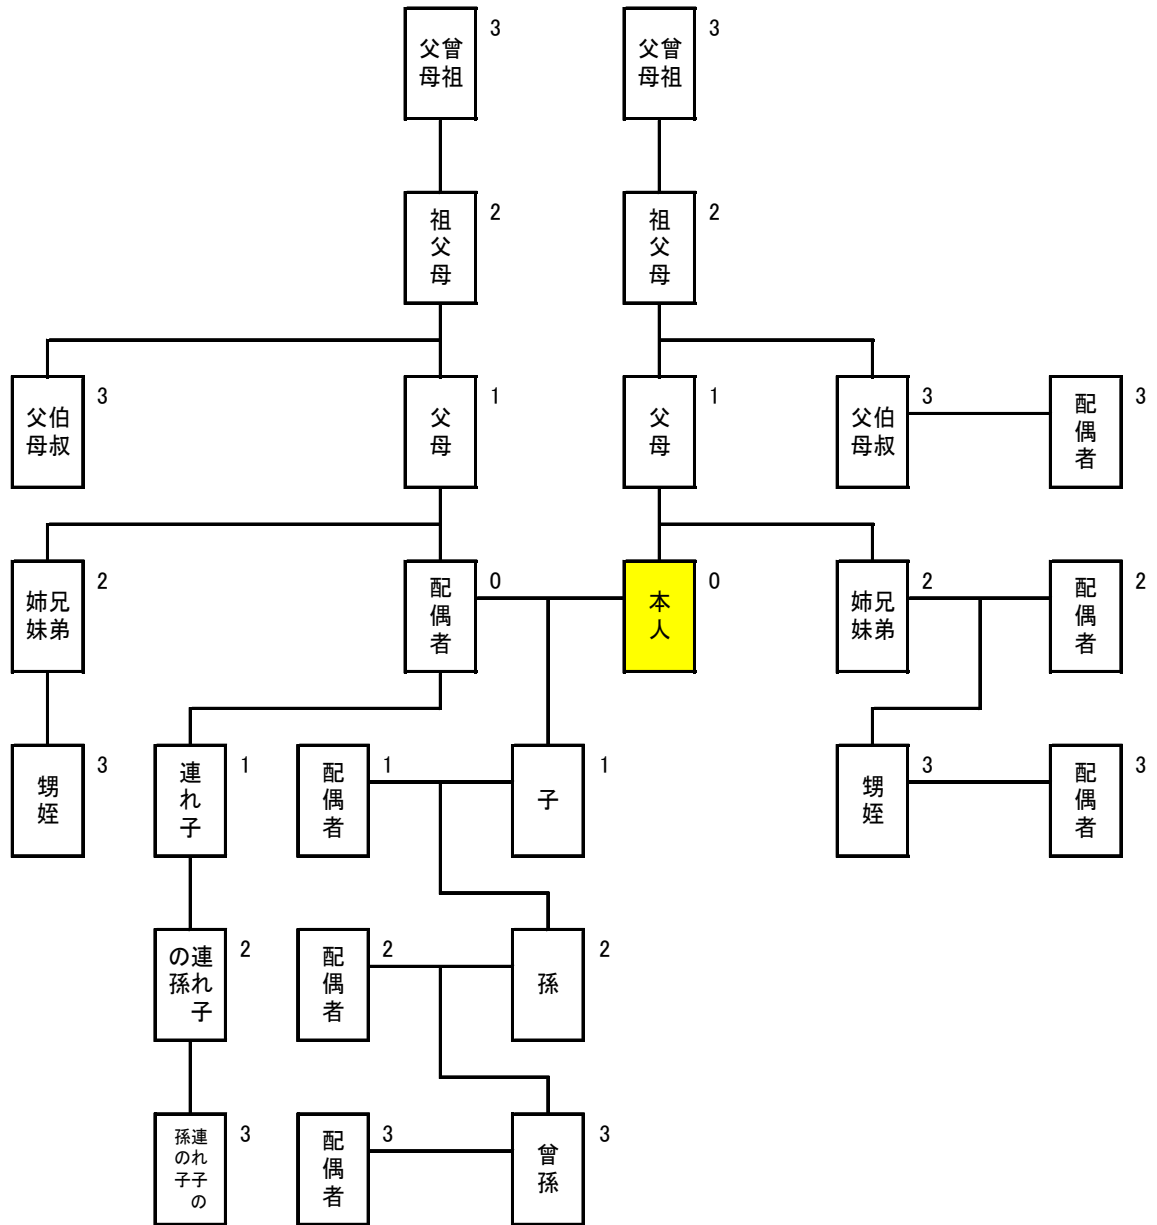 曾祖
父母
3
曾祖
父母
3
祖父母
2
祖父母
2
伯叔
父母
3
父母
1
父母
1
伯叔
父母
3
配偶者
3
兄弟
姉妹
2
配偶者
0
本人
0
兄弟
姉妹
2
配偶者
2
甥姪
3
連れ子
1
配偶者
1
子
1
甥姪
3
配偶者
3
連れ子
の孫
2
配偶者
2
孫
2
連れ子の
孫の子
3
配偶者
3
曾孫
3